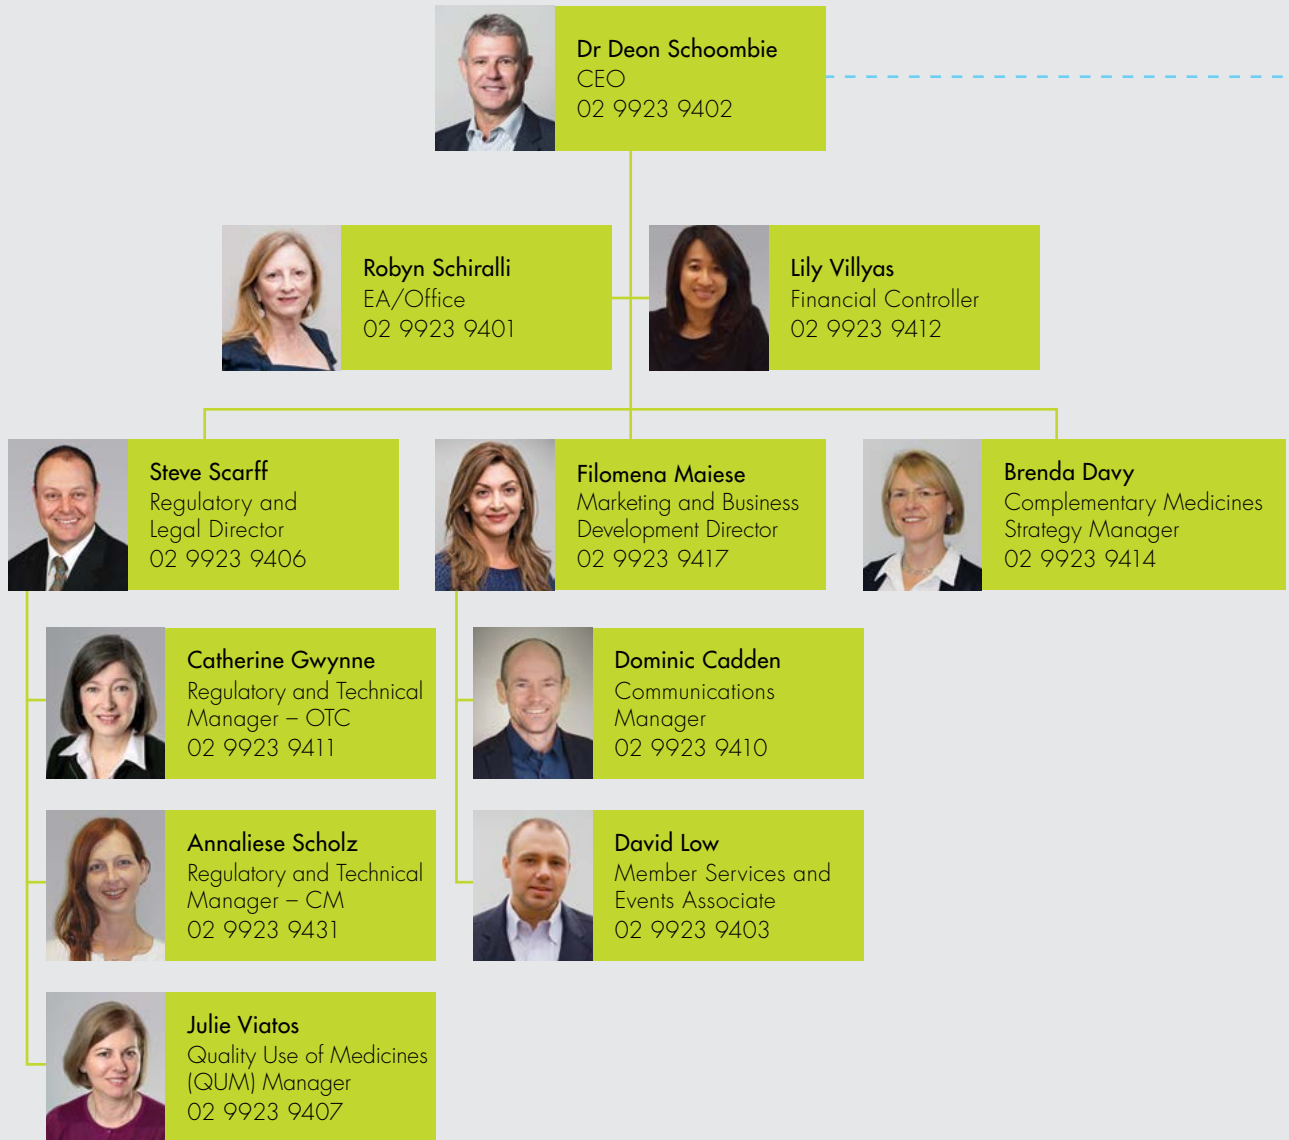 Dr Deon Schoombie
CEO
02 9923 9402
Robyn Schiralli
EA/Office
02 9923 9401
Lily Villyas
Financial Controller
02 9923 9412
Steve Scarff
Regulatory and
Legal Director
02 9923 9406
Filomena Maiese
Marketing and Business
Development Director
02 9923 9417
Brenda Davy
Complementary Medicines
Strategy Manager
02 9923 9414
Catherine Gwynne
Regulatory and Technical
Manager – OTC
02 9923 9411
Dominic Cadden
Communications
Manager
02 9923 9410
Annaliese Scholz
Regulatory and Technical
Manager – CM
02 9923 9431
David Low
Member Services and
Events Associate
02 9923 9403
Julie Viatos
Quality Use of Medicines
(QUM) Manager
02 9923 9407